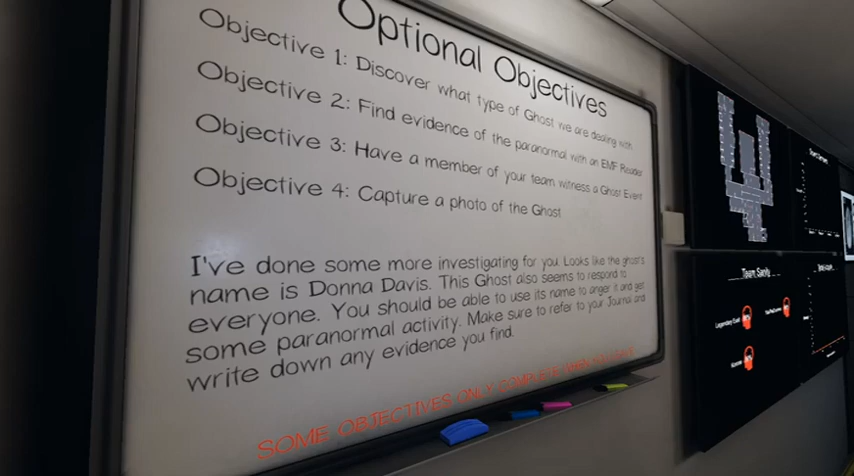 Optional Objectives
Objective 1: Discover what type of Ghost we are dealing with
Objective 2: Find evidence of the paranormal with an EMF Reader
Objective 3: Have a member of your team witness a Ghost Event
Objective 4: Capture a photo of the Ghost
I've done some more investigating for you. Looks like the ghost's
name is Donna Davis. This Ghost also seems to respond to
everyone. You should be able to use its name to anger it and get
some paranormal activity. Make sure to refer to your Journal and
write down any evidence you find.
SOME OBJECTIVES ONLY COMPLETE WHEN
Team Sanity